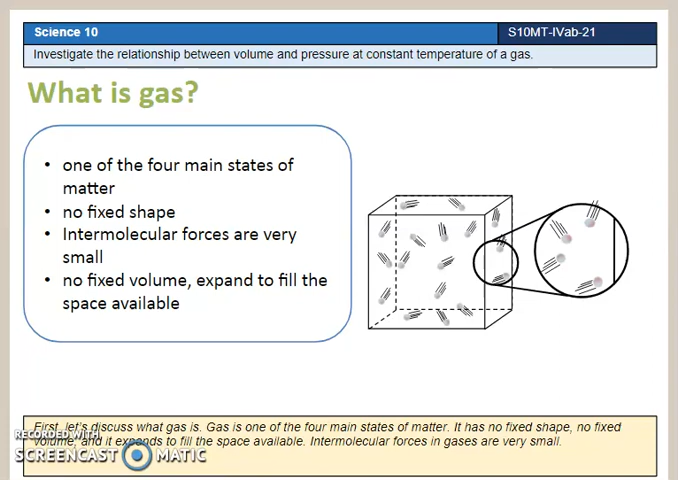 Science 10
S10MT-IVab-21
Investigate the relationship between volume and pressure at constant temperature of a gas.
What is gas?
• one of the four main states of
matter
• no fixed shape
• Intermolecular forces are very
small
• no fixed volume, expand to fill the
space available
First, let's discuss what gas is. Gas is one of the four main states of matter. It has no fixed shape, no fixed
volume, and it expends to fill the space available. Intermolecular forces in gases are very small.
RECORDED WITH
SCREENCAST MATIC